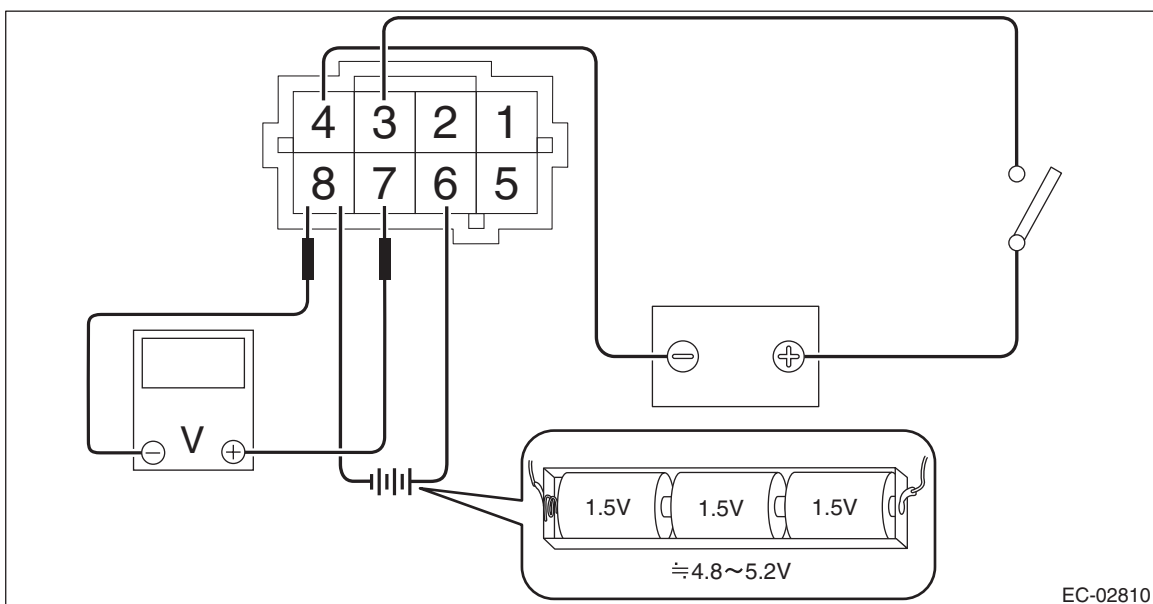 4 3 2 1
8 7 6 5
− +
V
− +
1.5V 1.5V 1.5V
≒4.8～5.2V
EC-02810